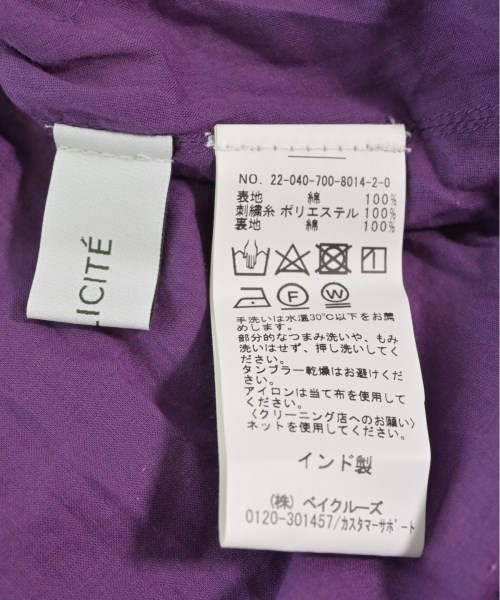 LICITÉ
NO. 22-040-700-8014-2-0
表地 綿 100%
刺繍糸 ポリエステル 100%
裏地 綿 100%
F W
手洗いは水温30℃以下をお薦
めします。
部分的なつまみ洗いや、もみ
洗いはせず、押し洗いしてく
ださい。
タンブラー乾燥はお避けくだ
さい。
アイロンは当て布を使用して
ください。
〈クリーニング店へのお願い〉
ネットを使用してください。
インド製
(株) ベイクルーズ
0120-301457/カスタマーサポート